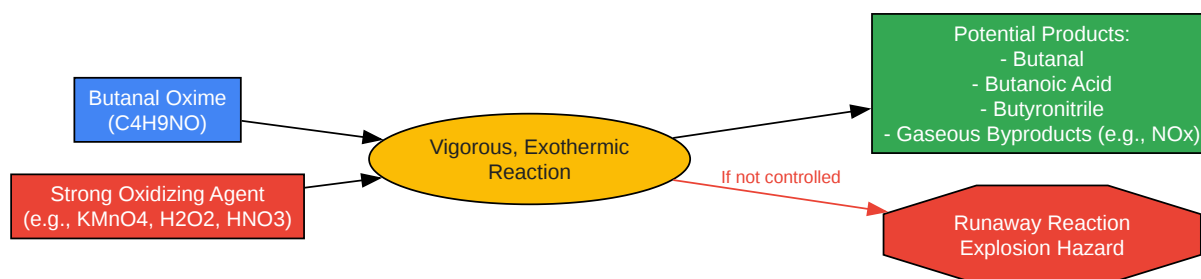 Butanal Oxime
(C4H9NO)
Strong Oxidizing Agent
(e.g., KMnO4, H2O2, HNO3)
Vigorous, Exothermic
Reaction
Potential Products:
- Butanal
- Butanoic Acid
- Butyronitrile
- Gaseous Byproducts (e.g., NOx)
If not controlled
Runaway Reaction
Explosion Hazard